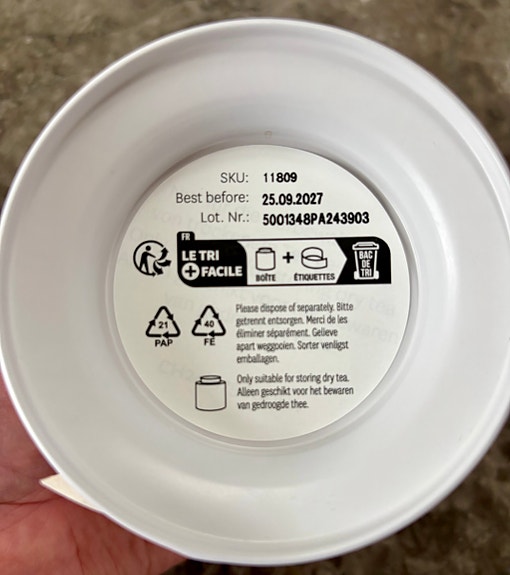 SKU: 11809
Best before: 25.09.2027
Lot. Nr.: 5001348PA243903
FR
LE TRI
+ FACILE
BOÎTE + ÉTIQUETTES
BAC
DE
TRI
21
PAP
40
FE
Please dispose of separately. Bitte
getrennt entsorgen. Merci de les
éliminer séparément. Gelieve
apart weggooien. Sorter venligst
emballagen.
Only suitable for storing dry tea.
Alleen geschikt voor het bewaren
van gedroogde thee.